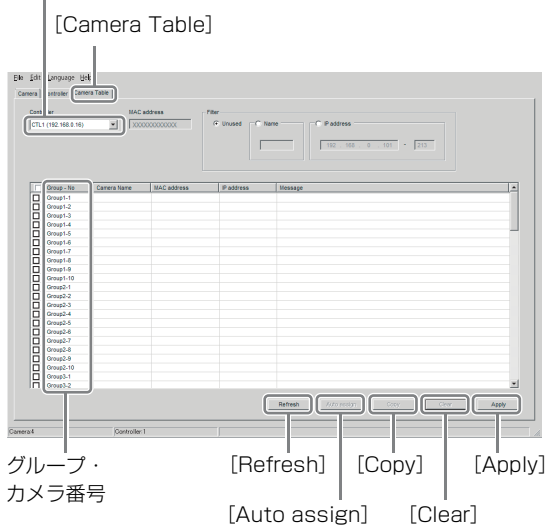 [Camera Table]
File Edit Language Help
Camera Controller Camera Table
Controller MAC address Filter
CTL1 (192.168.0.16) XXXXXXXXXXXX Unused Name IP address
192 168 0 101 - 213
Group - No Camera Name MAC address IP address Message
Group1-1
Group1-2
Group1-3
Group1-4
Group1-5
Group1-6
Group1-7
Group1-8
Group1-9
Group1-10
Group2-1
Group2-2
Group2-3
Group2-4
Group2-5
Group2-6
Group2-7
Group2-8
Group2-9
Group2-10
Group3-1
Group3-2
Refresh Auto assign Copy Clear Apply
Camera:4 Controller:1
グループ・
カメラ番号
[Refresh] [Copy] [Apply]
[Auto assign] [Clear]